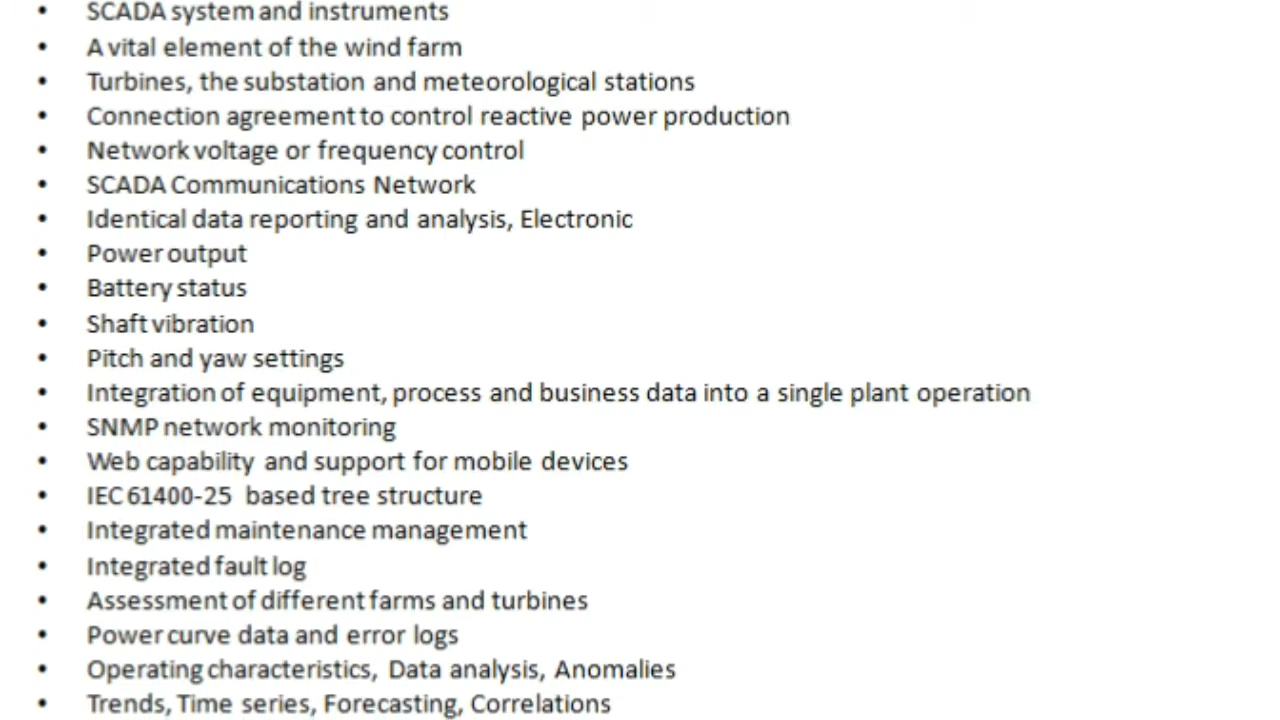 • SCADA system and instruments
• A vital element of the wind farm
• Turbines, the substation and meteorological stations
• Connection agreement to control reactive power production
• Network voltage or frequency control
• SCADA Communications Network
• Identical data reporting and analysis, Electronic
• Power output
• Battery status
• Shaft vibration
• Pitch and yaw settings
• Integration of equipment, process and business data into a single plant operation
• SNMP network monitoring
• Web capability and support for mobile devices
• IEC 61400-25 based tree structure
• Integrated maintenance management
• Integrated fault log
• Assessment of different farms and turbines
• Power curve data and error logs
• Operating characteristics, Data analysis, Anomalies
• Trends, Time series, Forecasting, Correlations